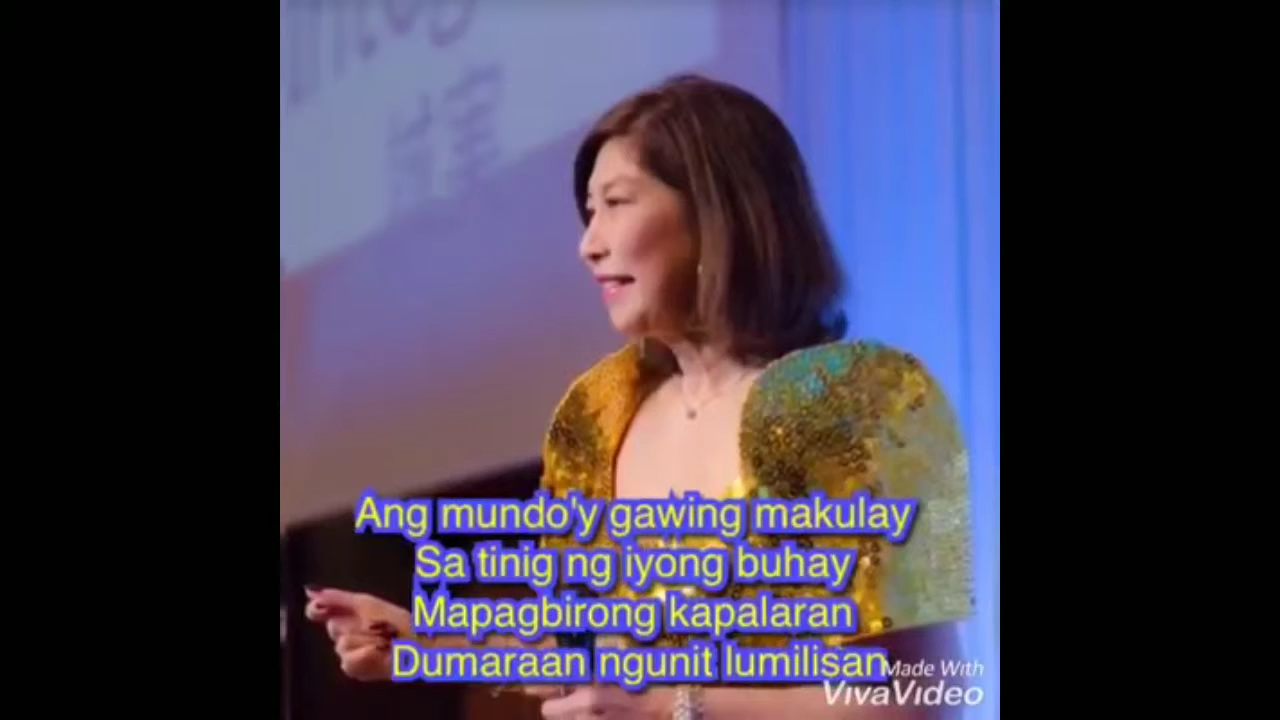 Ang mundo'y gawing makulay
Sa tinig ng iyong buhay
Mapagbirong kapalaran
Dumaraan ngunit lumilisan
Made With
VivaVideo